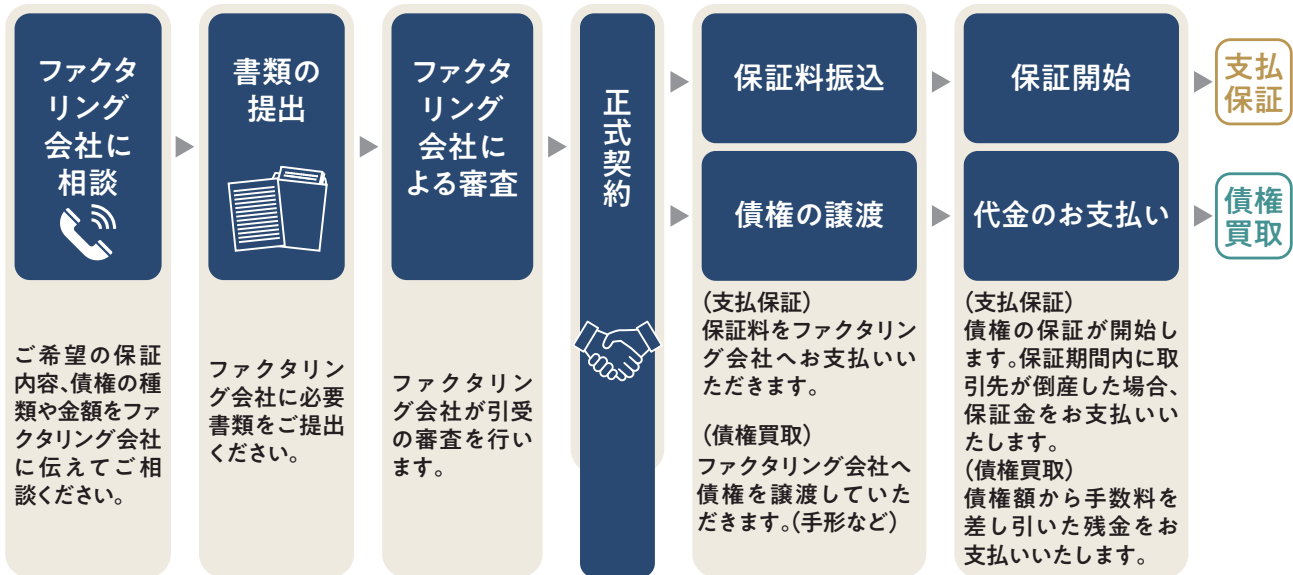 ファクタ
リング
会社に
相談
ご希望の保証
内容、債権の種
類や金額をファ
クタリング会社
に伝えてご相
談ください。
書類の
提出
ファクタリン
グ会社に必要
書類をご提出
ください。
ファクタ
リング
会社に
よる審査
ファクタリン
グ会社が引受
の審査を行い
ます。
正式契約
保証料振込
債権の譲渡
（支払保証）
保証料をファクタリン
グ会社へお支払いい
ただきます。
（債権買取）
ファクタリング会社へ
債権を譲渡していた
だきます。（手形など）
保証開始
代金のお支払い
（支払保証）
債権の保証が開始し
ます。保証期間内に取
引先が倒産した場合、
保証金をお支払いい
たします。
（債権買取）
債権額から手数料を
差し引いた残金をお
支払いいたします。
支払
保証
債権
買取